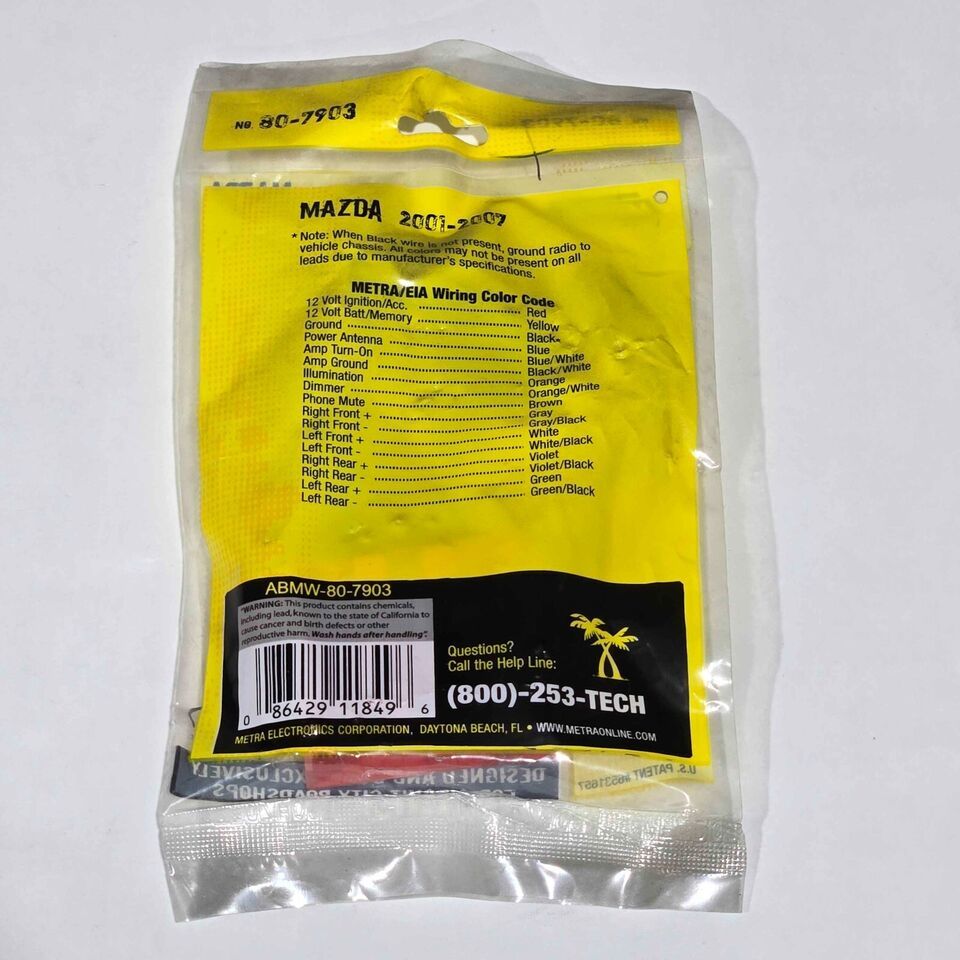 NO. 80-7903
MAZDA 2001-2007
* Note: When Black wire is not present, ground radio to
vehicle chassis. All colors may not be present on all
leads due to manufacturer's specifications.
METRA/EIA Wiring Color Code
12 Volt Ignition/Acc. ........ Red
12 Volt Batt/Memory ........ Yellow
Ground ........ Black
Power Antenna ........ Blue
Amp Turn-On ........ Blue/White
Amp Ground ........ Black/White
Illumination ........ Orange
Dimmer ........ Orange/White
Phone Mute ........ Brown
Right Front + ........ Gray
Right Front - ........ Gray/Black
Left Front + ........ White
Left Front - ........ White/Black
Right Rear + ........ Violet
Right Rear - ........ Violet/Black
Left Rear + ........ Green
Left Rear - ........ Green/Black
ABMW-80-7903
"WARNING: This product contains chemicals,
including lead, known to the state of California to
cause cancer and birth defects or other
reproductive harm. Wash hands after handling".
0 86429 11849 6
Questions?
Call the Help Line:
(800)-253-TECH
METRA ELECTRONICS CORPORATION, DAYTONA BEACH, FL • WWW.METRAONLINE.COM
DESIGNED AND
EXCLUSIVELY
CITY ROADSHOPS
U.S. PATENT #6531657